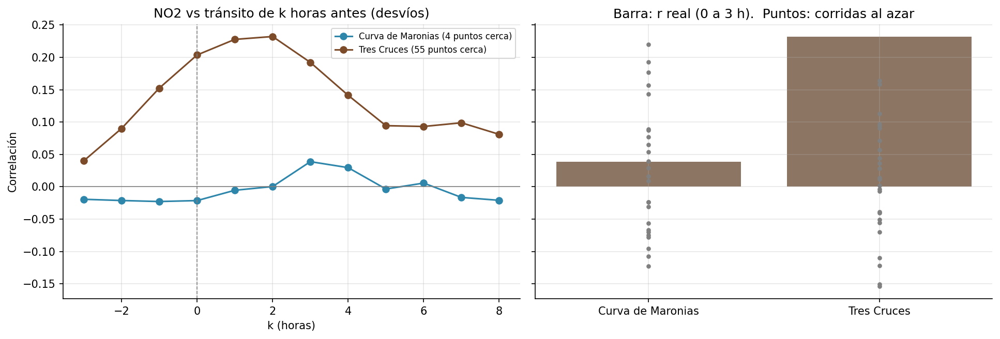 NO2 vs tránsito de k horas antes (desvíos)
Curva de Maronias (4 puntos cerca)
Tres Cruces (55 puntos cerca)
Correlación
0.25
0.20
0.15
0.10
0.05
0.00
−0.05
−0.10
−0.15
−2
0
2
4
6
8
k (horas)
Barra: r real (0 a 3 h).  Puntos: corridas al azar
Curva de Maronias
Tres Cruces